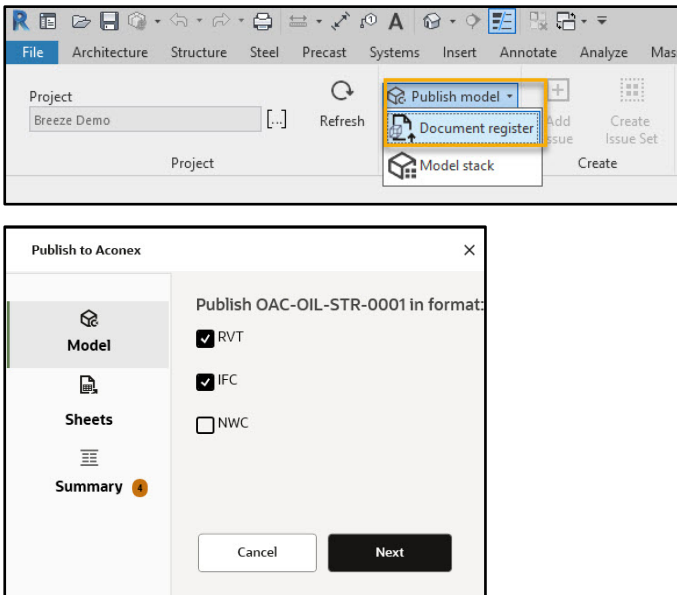 File Architecture Structure Steel Precast Systems Insert Annotate Analyze Mas
Project
Breeze Demo
[...]
Refresh
Publish model
Document register
Model stack
Create
Issue Set
Project
Create
Publish to Aconex
Model
Sheets
Summary 4
Publish OAC-OIL-STR-0001 in format:
RVT
IFC
NWC
Cancel
Next